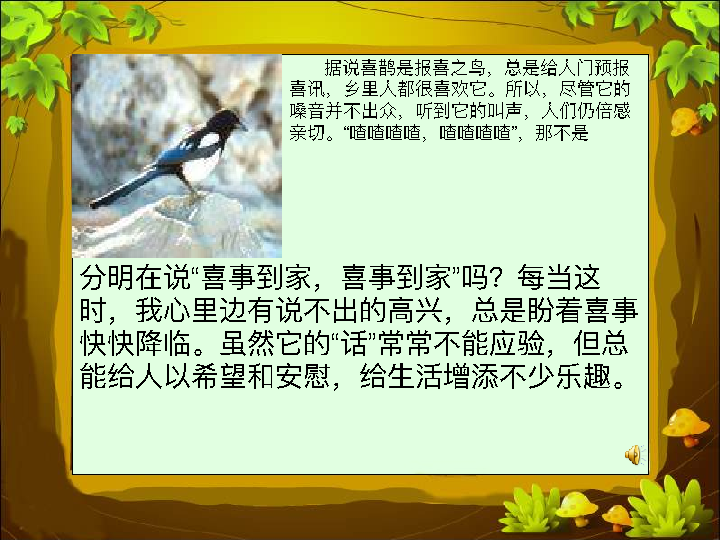 据说喜鹊是报喜之鸟，总是给人门预报
喜讯，乡里人都很喜欢它。所以，尽管它的
嗓音并不出众，听到它的叫声，人们仍倍感
亲切。“喳喳喳喳，喳喳喳喳”，那不是
分明在说“喜事到家，喜事到家”吗？每当这
时，我心里边有说不出的高兴，总是盼着喜事
快快降临。虽然它的“话”常常不能应验，但总
能给人以希望和安慰，给生活增添不少乐趣。